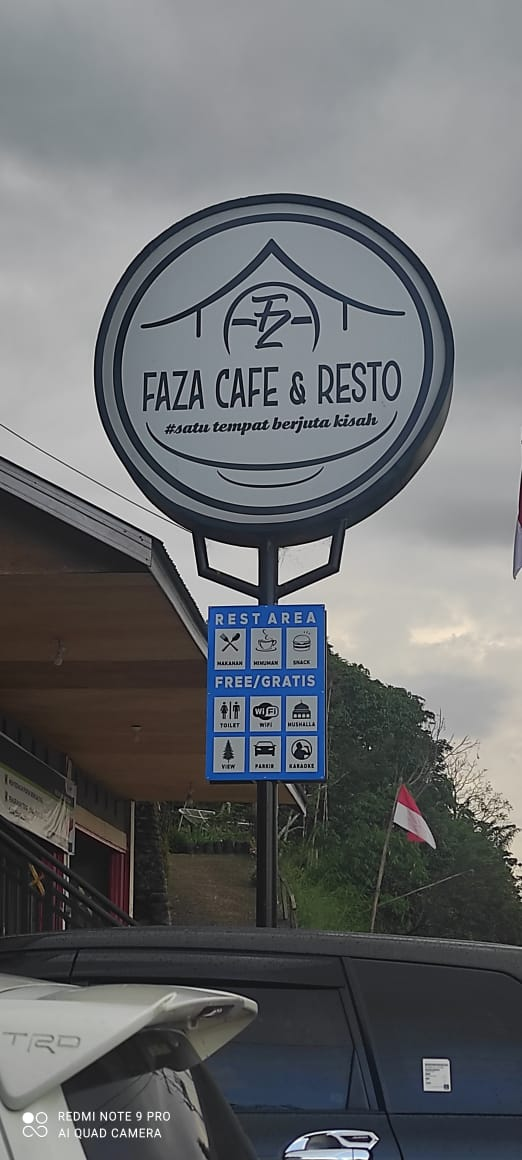 FZ
FAZA CAFE & RESTO
#satu tempat berjuta kisah
REST AREA
MAKANAN MINUMAN SNACK
FREE/GRATIS
TOILET WIFI MUSHALLA
VIEW PARKIR KARAOKE
TRD
REDMI NOTE 9 PRO
AI QUAD CAMERA